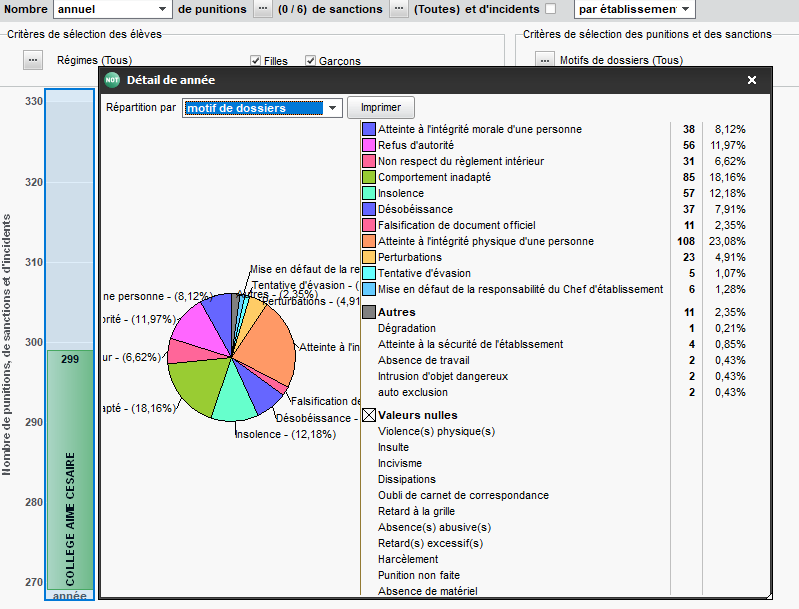 Nombre annuel de punitions ... (0 / 6) de sanctions ... (Toutes) et d'incidents par établissement
Critères de sélection des élèves
Critères de sélection des punitions et des sanctions
... Régimes (Tous) Filles Garçons
... Motifs de dossiers (Tous)
NOT Détail de année
Répartition par motif de dossiers Imprimer
Nombre de punitions, de sanctions et d'incidents
330
320
310
300
290
280
270
299
COLLEGE AIME CESAIRE
année
Mise en défaut de la re
Tentative d'évasion - (
Autres - (2,35%)
Perturbations - (4,91
ne personne - (8,12%)
orité - (11,97%)
ur - (6,62%)
apté - (18,16%)
Insolence - (12,18%)
Désobéissance -
Falsification de
Atteinte à l'in
Atteinte à l'intégrité morale d'une personne 38 8,12%
Refus d'autorité 56 11,97%
Non respect du règlement intérieur 31 6,62%
Comportement inadapté 85 18,16%
Insolence 57 12,18%
Désobéissance 37 7,91%
Falsification de document officiel 11 2,35%
Atteinte à l'intégrité physique d'une personne 108 23,08%
Perturbations 23 4,91%
Tentative d'évasion 5 1,07%
Mise en défaut de la responsabilité du Chef d'établissement 6 1,28%
Autres 11 2,35%
Dégradation 1 0,21%
Atteinte à la sécurité de l'établssement 4 0,85%
Absence de travail 2 0,43%
Intrusion d'objet dangereux 2 0,43%
auto exclusion 2 0,43%
Valeurs nulles
Violence(s) physique(s)
Insulte
Incivisme
Dissipations
Oubli de carnet de correspondance
Retard à la grille
Absence(s) abusive(s)
Retard(s) excessif(s)
Harcèlement
Punition non faite
Absence de matériel